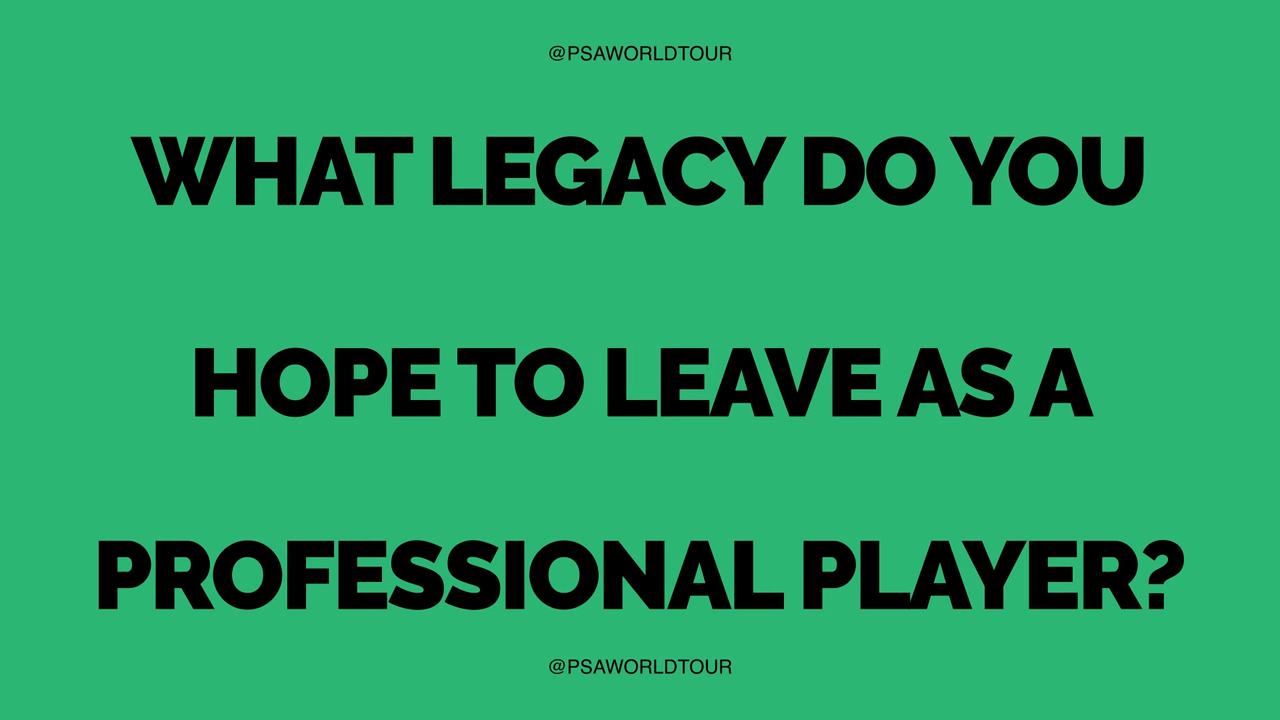 @PSAWORLDTOUR
WHAT LEGACY DO YOU
HOPE TO LEAVE AS A
PROFESSIONAL PLAYER?
@PSAWORLDTOUR